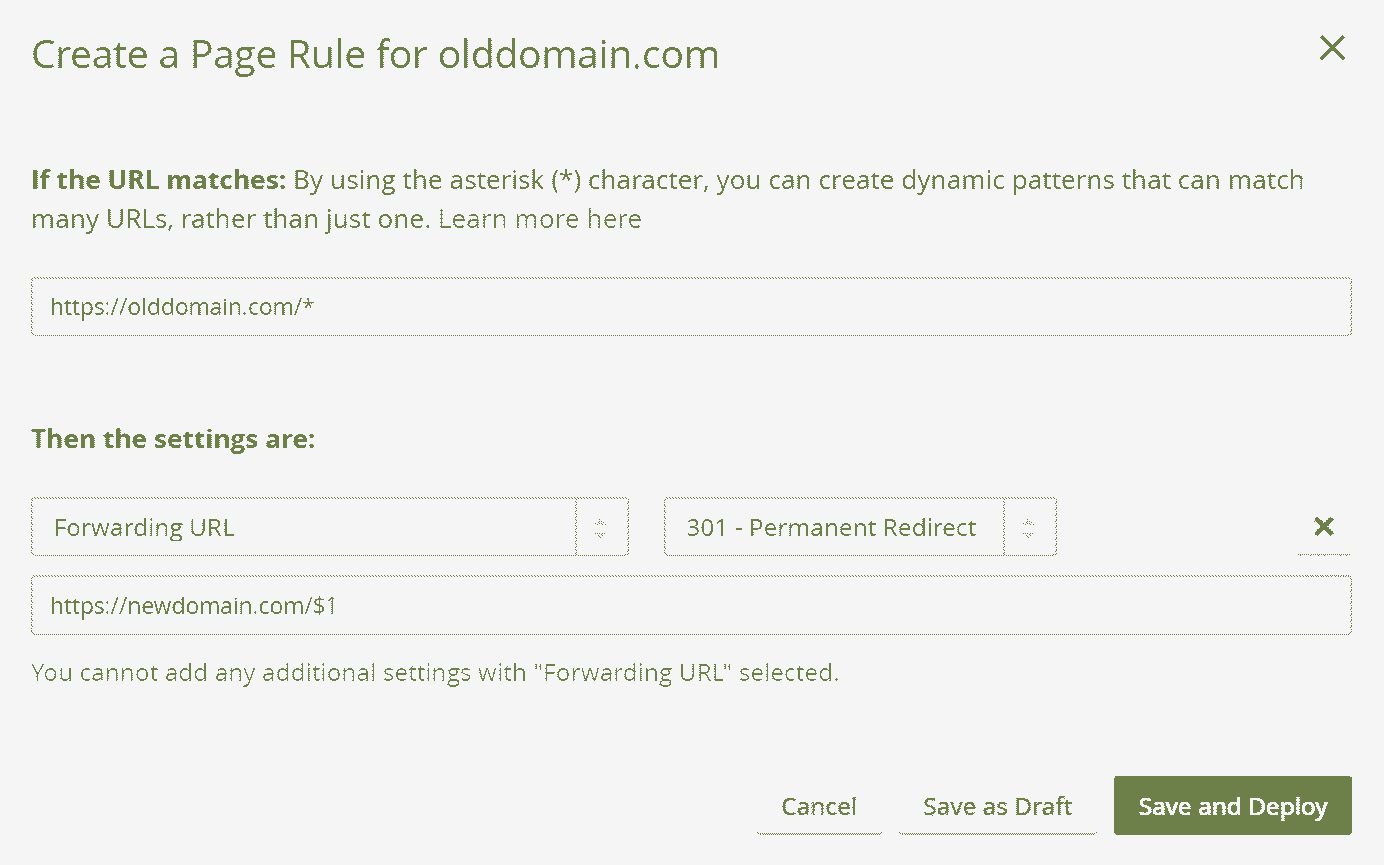 Create a Page Rule for olddomain.com
If the URL matches: By using the asterisk (*) character, you can create dynamic patterns that can match
many URLs, rather than just one. Learn more here
https://olddomain.com/*
Then the settings are:
Forwarding URL
301 - Permanent Redirect
https://newdomain.com/$1
You cannot add any additional settings with "Forwarding URL" selected.
Cancel
Save as Draft
Save and Deploy